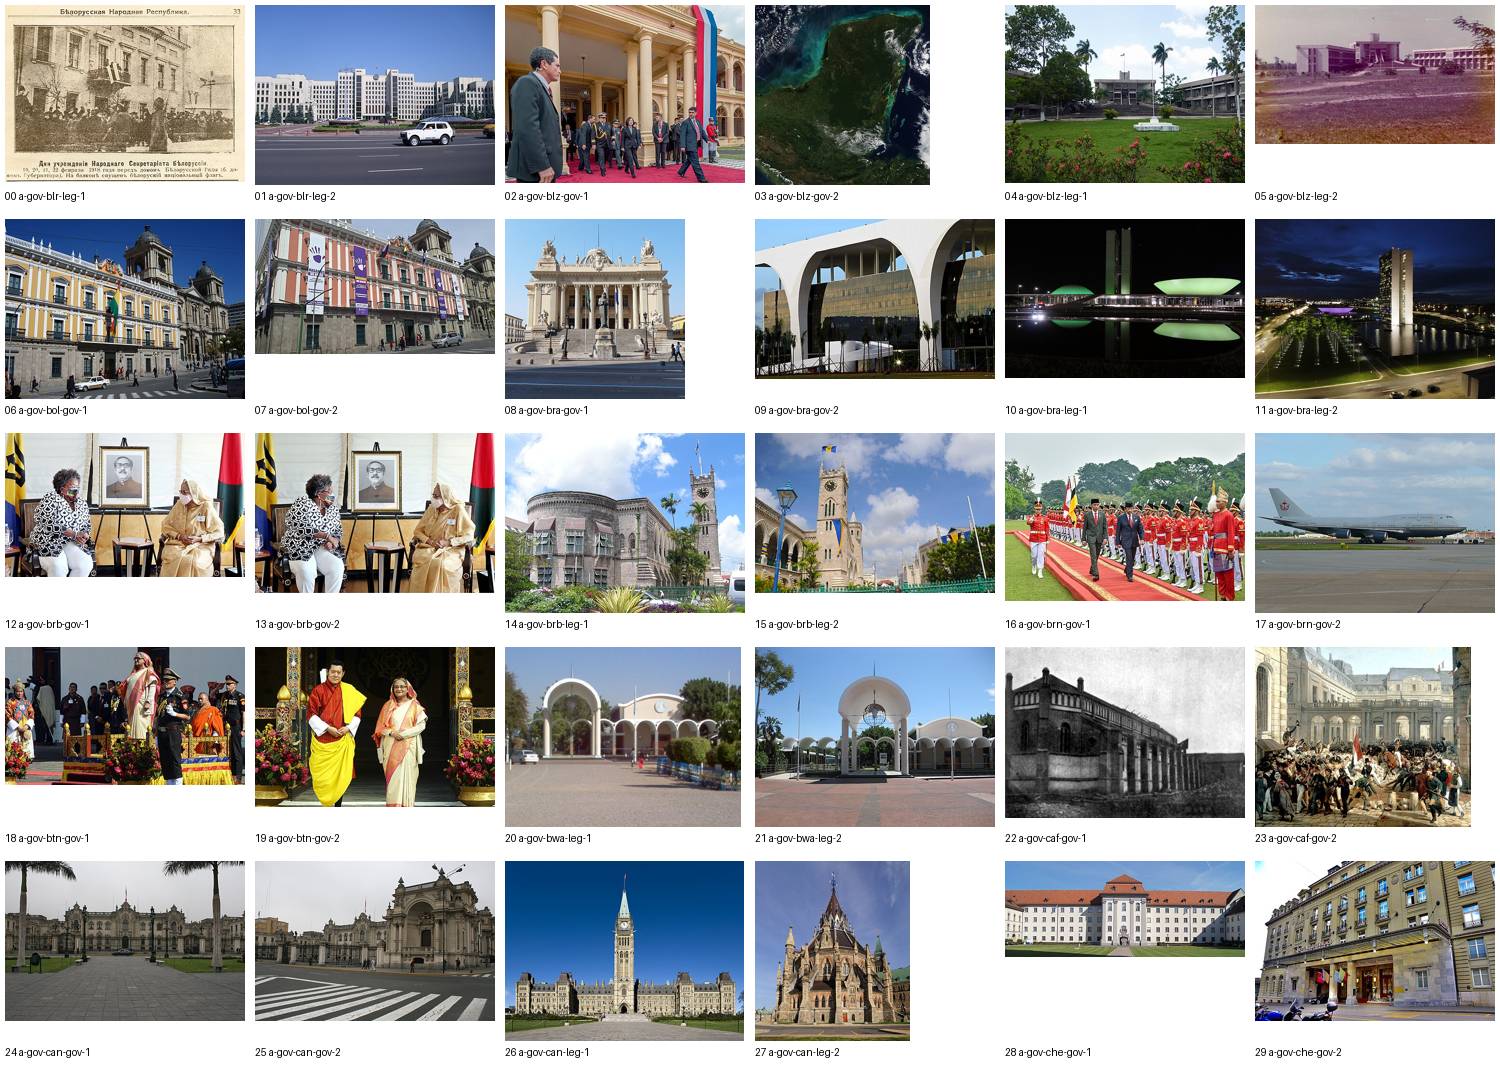 Бѣлорусская Народная Республика. 33
Дни учрежденія Народнаго Секретаріата Бѣлоруссіи.
00 a-gov-blr-leg-1
01 a-gov-blr-leg-2
02 a-gov-blz-gov-1
03 a-gov-blz-gov-2
04 a-gov-blz-leg-1
05 a-gov-blz-leg-2
06 a-gov-bol-gov-1
07 a-gov-bol-gov-2
08 a-gov-bra-gov-1
09 a-gov-bra-gov-2
10 a-gov-bra-leg-1
11 a-gov-bra-leg-2
12 a-gov-brb-gov-1
13 a-gov-brb-gov-2
14 a-gov-brb-leg-1
15 a-gov-brb-leg-2
16 a-gov-brn-gov-1
17 a-gov-brn-gov-2
18 a-gov-btn-gov-1
19 a-gov-btn-gov-2
20 a-gov-bwa-leg-1
21 a-gov-bwa-leg-2
22 a-gov-caf-gov-1
23 a-gov-caf-gov-2
24 a-gov-can-gov-1
25 a-gov-can-gov-2
26 a-gov-can-leg-1
27 a-gov-can-leg-2
28 a-gov-che-gov-1
29 a-gov-che-gov-2